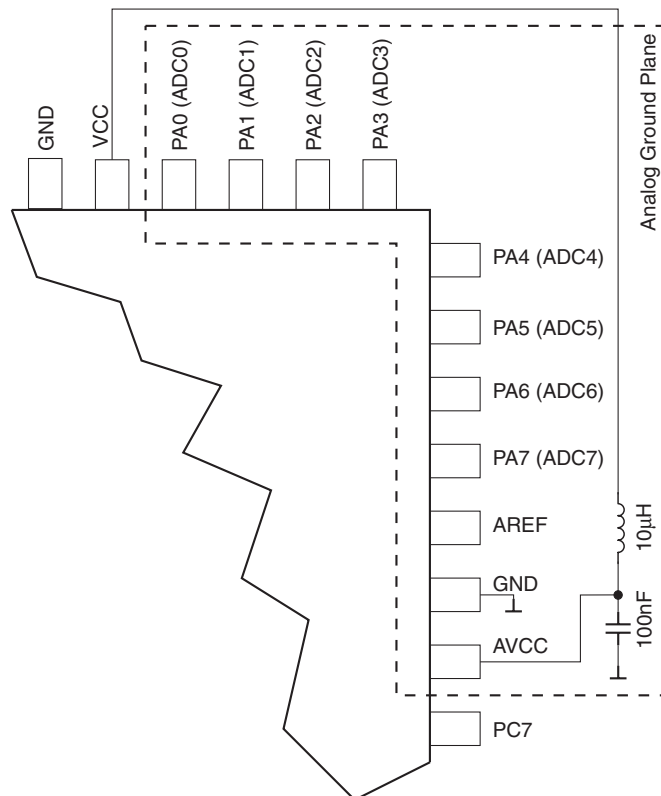 GND
VCC
PA0 (ADC0)
PA1 (ADC1)
PA2 (ADC2)
PA3 (ADC3)
Analog Ground Plane
PA4 (ADC4)
PA5 (ADC5)
PA6 (ADC6)
PA7 (ADC7)
AREF
10μH
GND
100nF
AVCC
PC7